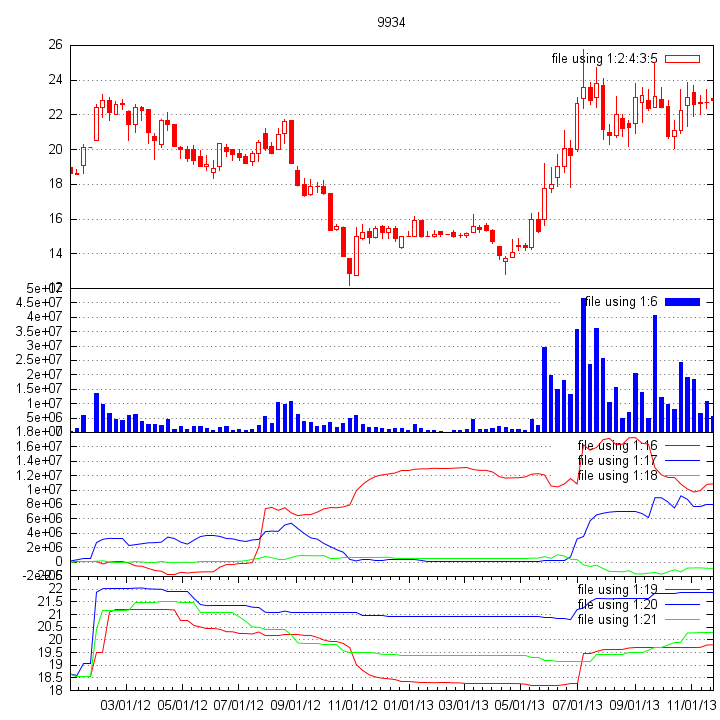 9934
26
file using 1:2:4:3:5
24
22
20
18
16
14
12
5e+07
file using 1:6
4.5e+07
4e+07
3.5e+07
3e+07
2.5e+07
2e+07
1.5e+07
1e+07
5e+06
0
1.8e+07
file using 1:16
1.6e+07
file using 1:17
1.4e+07
file using 1:18
1.2e+07
1e+07
8e+06
6e+06
4e+06
2e+06
0
-2e+06
file using 1:19
22
file using 1:20
21.5
file using 1:21
21
20.5
20
19.5
19
18.5
18
03/01/12 05/01/12 07/01/12 09/01/12 11/01/12 01/01/13 03/01/13 05/01/13 07/01/13 09/01/13 11/01/13